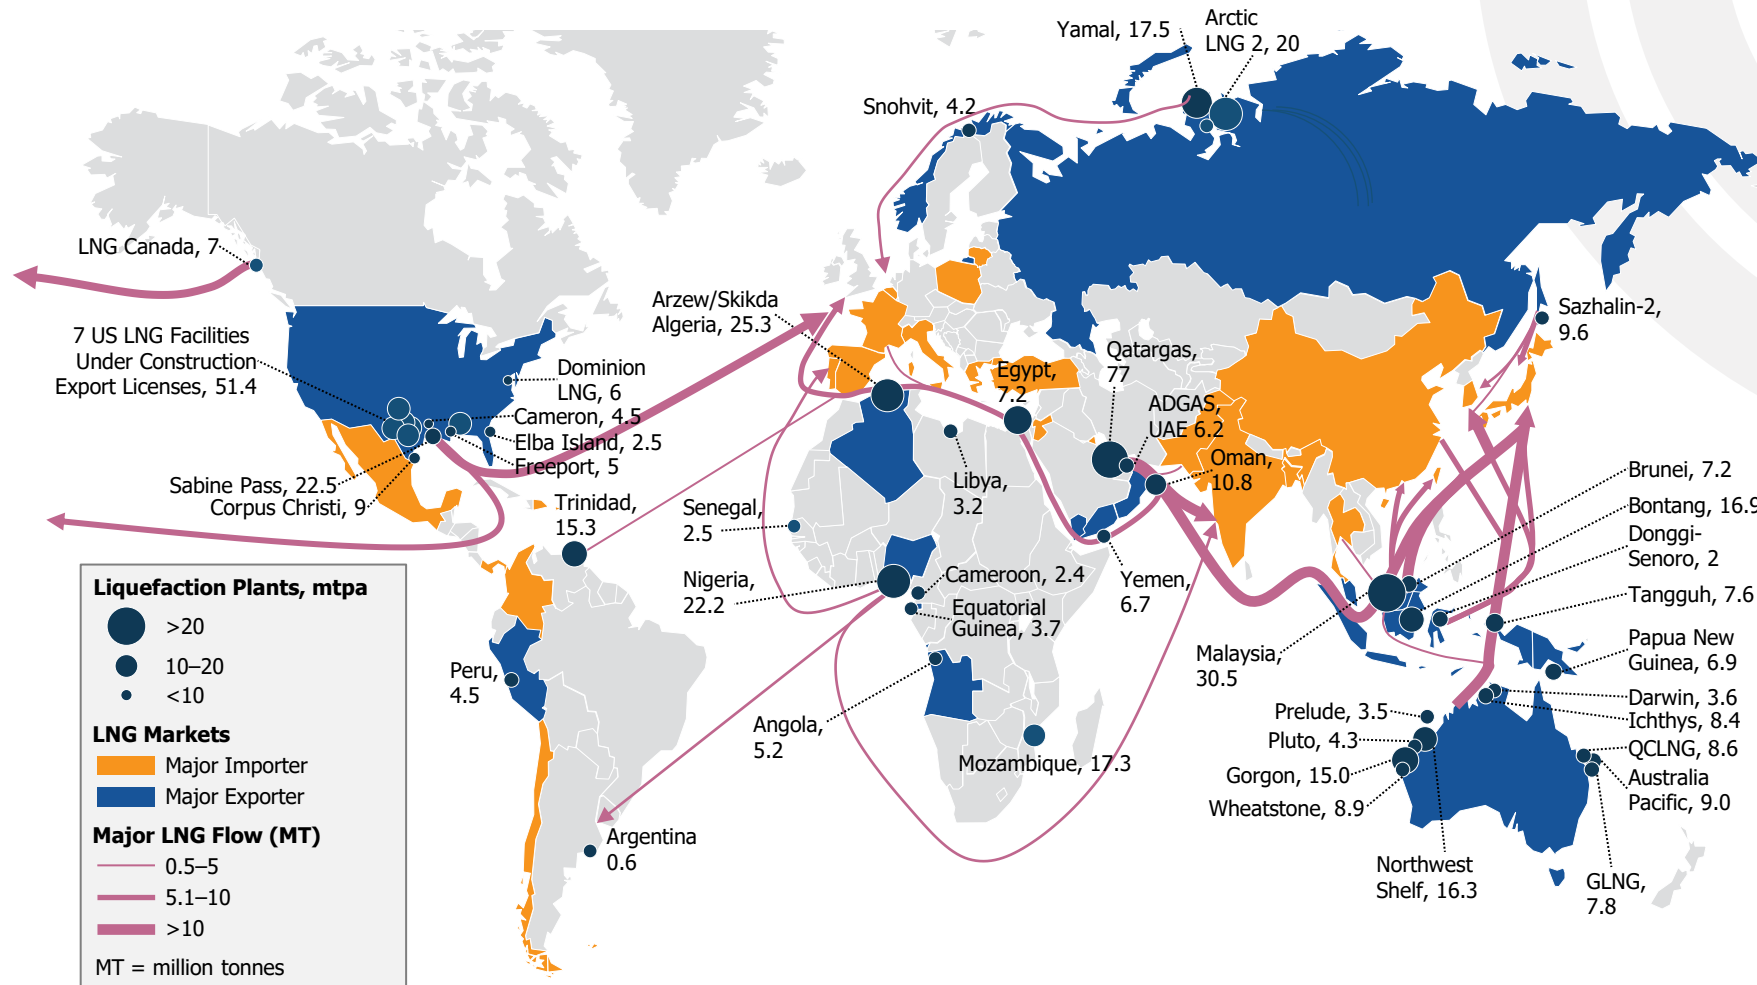 Yamal, 17.5
Arctic
LNG 2, 20
Snohvit, 4.2
LNG Canada, 7
7 US LNG Facilities
Under Construction
Export Licenses, 51.4
Arzew/Skikda
Algeria, 25.3
Dominion
LNG, 6
Cameron, 4.5
Elba Island, 2.5
Freeport, 5
Sabine Pass, 22.5
Corpus Christi, 9
Trinidad,
15.3
Egypt,
7.2
Qatargas,
77
ADGAS,
UAE 6.2
Oman,
10.8
Sazhalin-2,
9.6
Libya,
3.2
Senegal,
2.5
Nigeria,
22.2
Cameroon, 2.4
Equatorial
Guinea, 3.7
Yemen,
6.7
Brunei, 7.2
Bontang, 16.9
Donggi-
Senoro, 2
Tangguh, 7.6
Papua New
Guinea, 6.9
Malaysia,
30.5
Darwin, 3.6
Ichthys, 8.4
Prelude, 3.5
Pluto, 4.3
Gorgon, 15.0
Wheatstone, 8.9
QCLNG, 8.6
Australia
Pacific, 9.0
Northwest
Shelf, 16.3
GLNG,
7.8
Peru,
4.5
Angola,
5.2
Mozambique, 17.3
Argentina
0.6
Liquefaction Plants, mtpa
>20
10–20
<10
LNG Markets
Major Importer
Major Exporter
Major LNG Flow (MT)
0.5–5
5.1–10
>10
MT = million tonnes